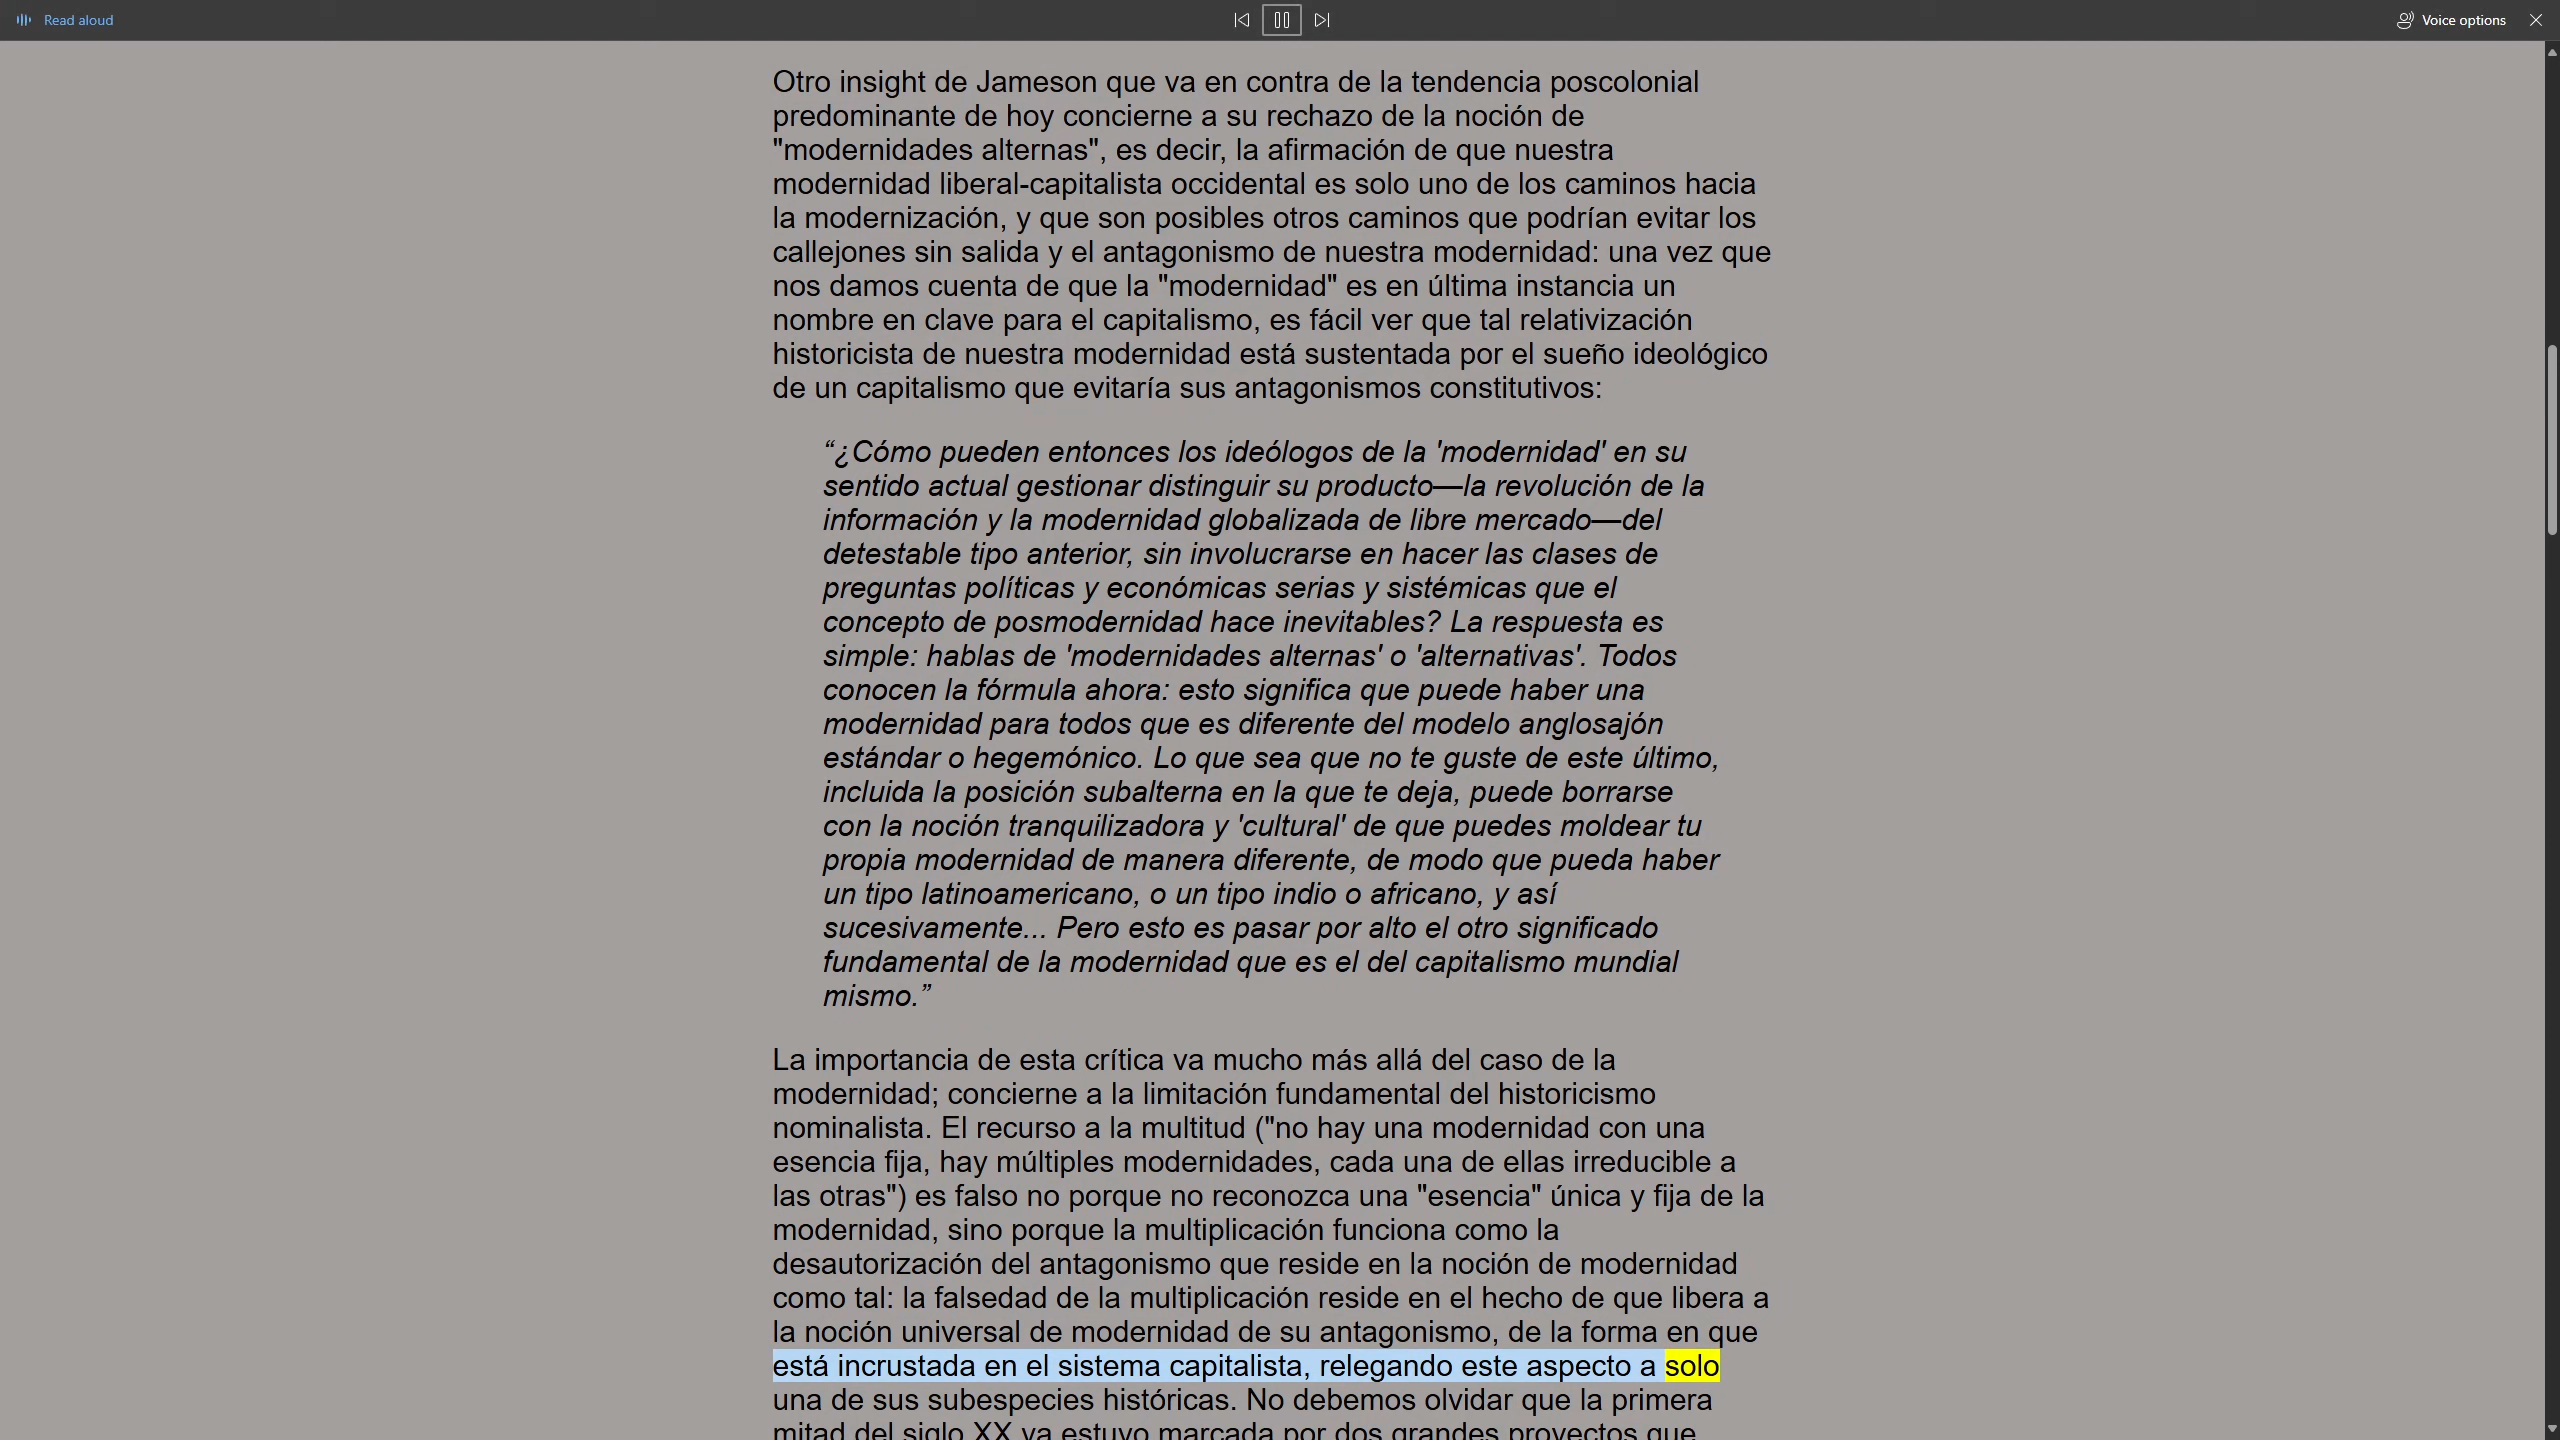 Read aloud
Voice options
Otro insight de Jameson que va en contra de la tendencia poscolonial
predominante de hoy concierne a su rechazo de la noción de
"modernidades alternas", es decir, la afirmación de que nuestra
modernidad liberal-capitalista occidental es solo uno de los caminos hacia
la modernización, y que son posibles otros caminos que podrían evitar los
callejones sin salida y el antagonismo de nuestra modernidad: una vez que
nos damos cuenta de que la "modernidad" es en última instancia un
nombre en clave para el capitalismo, es fácil ver que tal relativización
historicista de nuestra modernidad está sustentada por el sueño ideológico
de un capitalismo que evitaría sus antagonismos constitutivos:
“¿Cómo pueden entonces los ideólogos de la 'modernidad' en su
sentido actual gestionar distinguir su producto—la revolución de la
información y la modernidad globalizada de libre mercado—del
detestable tipo anterior, sin involucrarse en hacer las clases de
preguntas políticas y económicas serias y sistémicas que el
concepto de posmodernidad hace inevitables? La respuesta es
simple: hablas de 'modernidades alternas' o 'alternativas'. Todos
conocen la fórmula ahora: esto significa que puede haber una
modernidad para todos que es diferente del modelo anglosajón
estándar o hegemónico. Lo que sea que no te guste de este último,
incluida la posición subalterna en la que te deja, puede borrarse
con la noción tranquilizadora y 'cultural' de que puedes moldear tu
propia modernidad de manera diferente, de modo que pueda haber
un tipo latinoamericano, o un tipo indio o africano, y así
sucesivamente... Pero esto es pasar por alto el otro significado
fundamental de la modernidad que es el del capitalismo mundial
mismo.”
La importancia de esta crítica va mucho más allá del caso de la
modernidad; concierne a la limitación fundamental del historicismo
nominalista. El recurso a la multitud ("no hay una modernidad con una
esencia fija, hay múltiples modernidades, cada una de ellas irreducible a
las otras") es falso no porque no reconozca una "esencia" única y fija de la
modernidad, sino porque la multiplicación funciona como la
desautorización del antagonismo que reside en la noción de modernidad
como tal: la falsedad de la multiplicación reside en el hecho de que libera a
la noción universal de modernidad de su antagonismo, de la forma en que
está incrustada en el sistema capitalista, relegando este aspecto a solo
una de sus subespecies históricas. No debemos olvidar que la primera
mitad del siglo XX ya estuvo marcada por dos grandes proyectos que